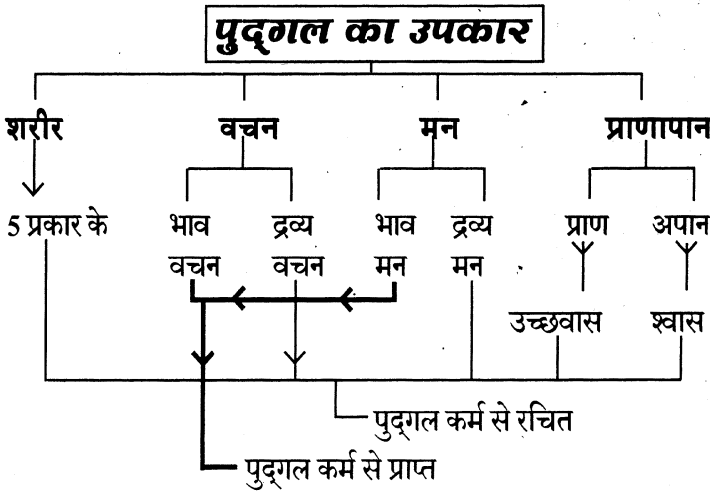 पुद्गल का उपकार
शरीर वचन मन प्राणापान
5 प्रकार के भाव द्रव्य भाव द्रव्य प्राण अपान
वचन वचन मन मन
उच्छवास श्वास
पुद्गल कर्म से रचित
पुद्गल कर्म से प्राप्त